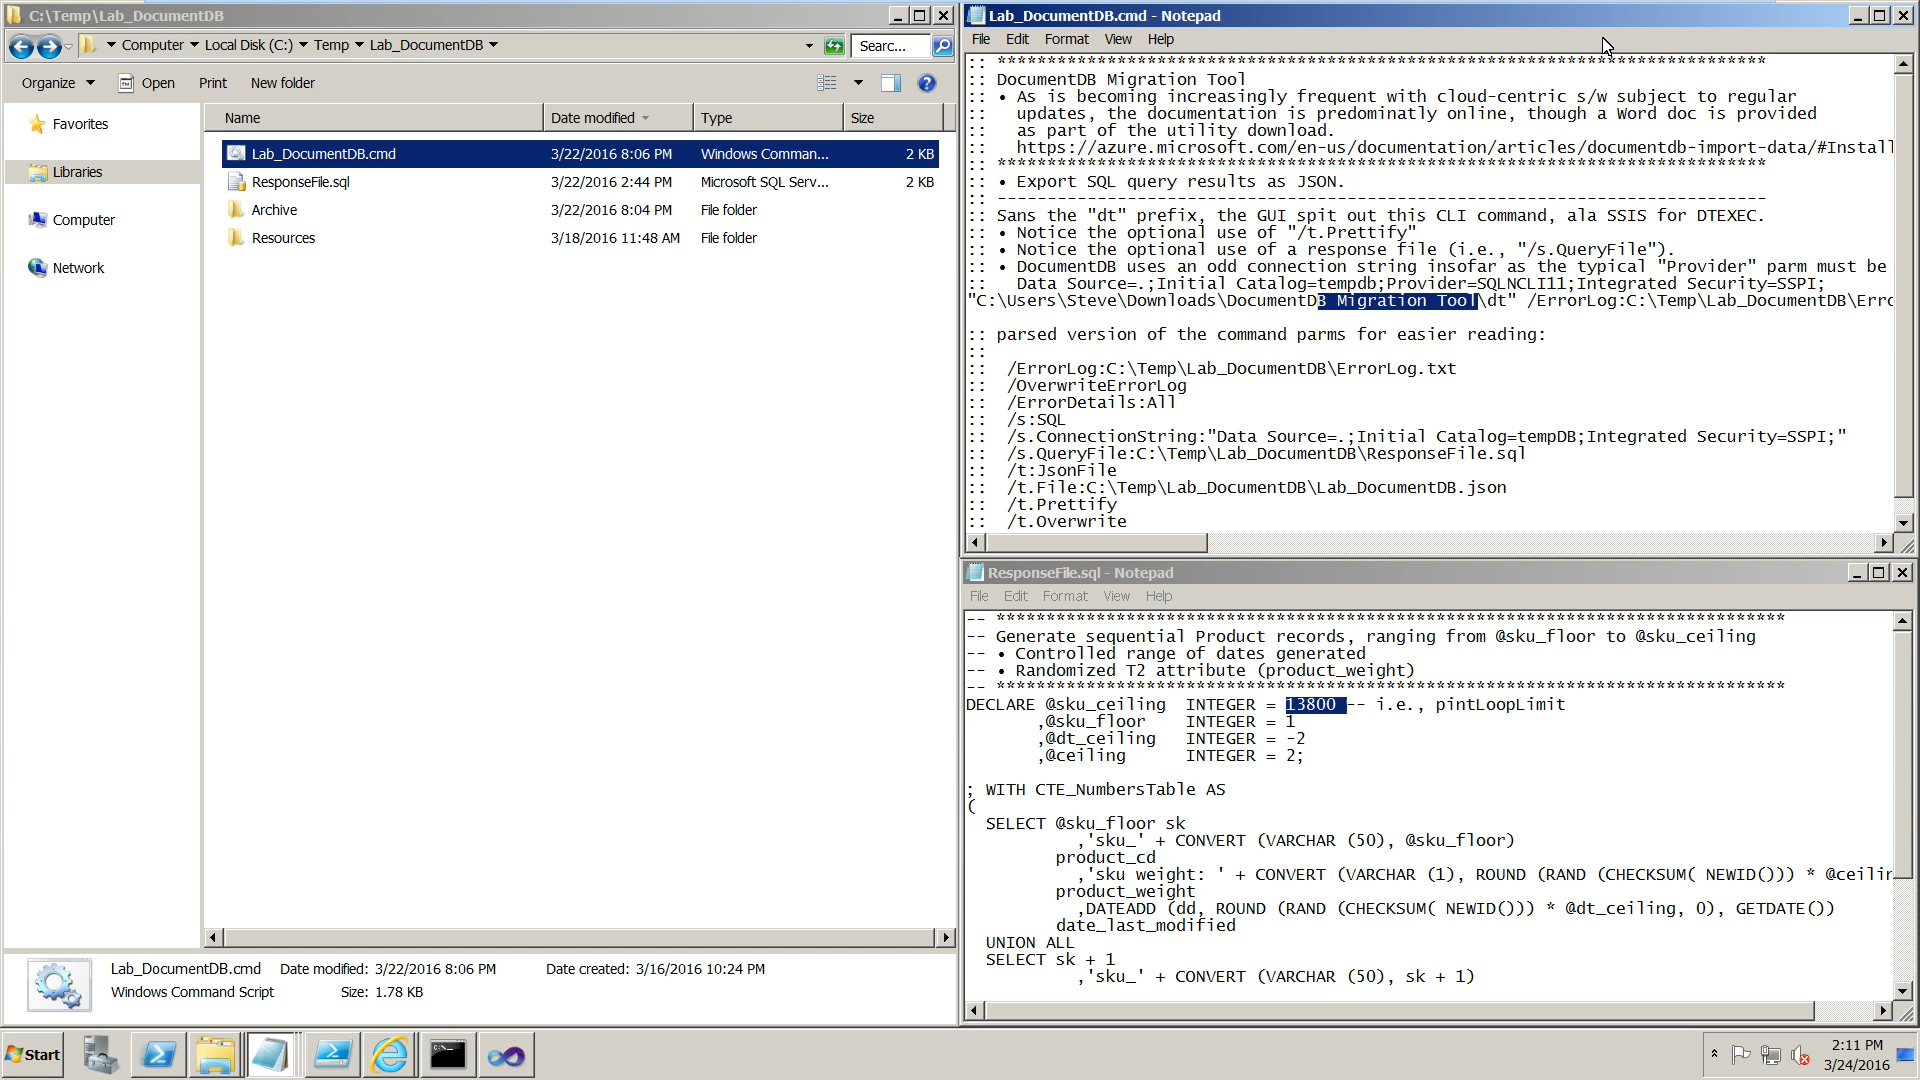 C:\Temp\Lab_DocumentDB
Computer Local Disk (C:) Temp Lab_DocumentDB
Searc...
Organize Open Print New folder
Favorites
Libraries
Computer
Network
Name Date modified Type Size
Lab_DocumentDB.cmd 3/22/2016 8:06 PM Windows Comman... 2 KB
ResponseFile.sql 3/22/2016 2:44 PM Microsoft SQL Serv... 2 KB
Archive 3/22/2016 8:04 PM File folder
Resources 3/18/2016 11:48 AM File folder
Lab_DocumentDB.cmd Date modified: 3/22/2016 8:06 PM Date created: 3/16/2016 10:24 PM
Windows Command Script Size: 1.78 KB
Lab_DocumentDB.cmd - Notepad
File Edit Format View Help
:: *****************************************************************************
:: DocumentDB Migration Tool
:: • As is becoming increasingly frequent with cloud-centric s/w subject to regular
::   updates, the documentation is predominatly online, though a Word doc is provided
::   as part of the utility download.
::   https://azure.microsoft.com/en-us/documentation/articles/documentdb-import-data/#Install
:: *****************************************************************************
:: • Export SQL query results as JSON.
:: -----------------------------------------------------------------------------
:: Sans the "dt" prefix, the GUI spit out this CLI command, ala SSIS for DTEXEC.
:: • Notice the optional use of "/t.Prettify"
:: • Notice the optional use of a response file (i.e., "/s.QueryFile").
:: • DocumentDB uses an odd connection string insofar as the typical "Provider" parm must be
::   Data Source=.;Initial Catalog=tempdb;Provider=SQLNCLI11;Integrated Security=SSPI;
"C:\Users\Steve\Downloads\DocumentDB Migration Tool\dt" /ErrorLog:C:\Temp\Lab_DocumentDB\Erro
:: parsed version of the command parms for easier reading:
::
::  /ErrorLog:C:\Temp\Lab_DocumentDB\ErrorLog.txt
::  /OverwriteErrorLog
::  /ErrorDetails:All
::  /s:SQL
::  /s.ConnectionString:"Data Source=.;Initial Catalog=tempDB;Integrated Security=SSPI;"
::  /s.QueryFile:C:\Temp\Lab_DocumentDB\ResponseFile.sql
::  /t:JsonFile
::  /t.File:C:\Temp\Lab_DocumentDB\Lab_DocumentDB.json
::  /t.Prettify
::  /t.Overwrite
ResponseFile.sql - Notepad
File Edit Format View Help
-- *******************************************************************************
-- Generate sequential Product records, ranging from @sku_floor to @sku_ceiling
-- • Controlled range of dates generated
-- • Randomized T2 attribute (product_weight)
-- *******************************************************************************
DECLARE @sku_ceiling  INTEGER = 13800 -- i.e., pintLoopLimit
       ,@sku_floor    INTEGER = 1
       ,@dt_ceiling   INTEGER = -2
       ,@ceiling      INTEGER = 2;
; WITH CTE_NumbersTable AS
(
  SELECT @sku_floor sk
           ,'sku_' + CONVERT (VARCHAR (50), @sku_floor)
         product_cd
           ,'sku weight: ' + CONVERT (VARCHAR (1), ROUND (RAND (CHECKSUM( NEWID())) * @ceilin
         product_weight
           ,DATEADD (dd, ROUND (RAND (CHECKSUM( NEWID())) * @dt_ceiling, 0), GETDATE())
         date_last_modified
  UNION ALL
  SELECT sk + 1
           ,'sku_' + CONVERT (VARCHAR (50), sk + 1)
Start
2:11 PM
3/24/2016